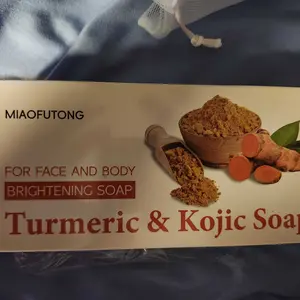 MIAOFUTONG
FOR FACE AND BODY
BRIGHTENING SOAP
Turmeric & Kojic Soap